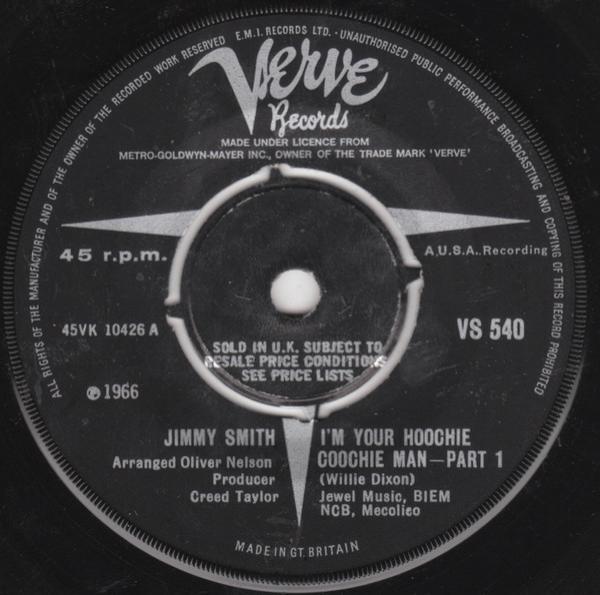 ALL RIGHTS OF THE MANUFACTURER AND OF THE OWNER OF THE RECORDED WORK RESERVED E.M.I. RECORDS LTD. · UNAUTHORISED PUBLIC PERFORMANCE BROADCASTING AND COPYING OF THIS RECORD PROHIBITED
Verve
Records
MADE UNDER LICENCE FROM
METRO-GOLDWYN-MAYER INC., OWNER OF THE TRADE MARK 'VERVE'
45 r.p.m.
A.U.S.A. Recording
45VK 10426 A
VS 540
SOLD IN U.K. SUBJECT TO
RESALE PRICE CONDITIONS
SEE PRICE LISTS
℗ 1966
JIMMY SMITH
Arranged Oliver Nelson
Producer
Creed Taylor
I'M YOUR HOOCHIE
COOCHIE MAN—PART 1
(Willie Dixon)
Jewel Music, BIEM
NCB, Mecolico
MADE IN GT. BRITAIN